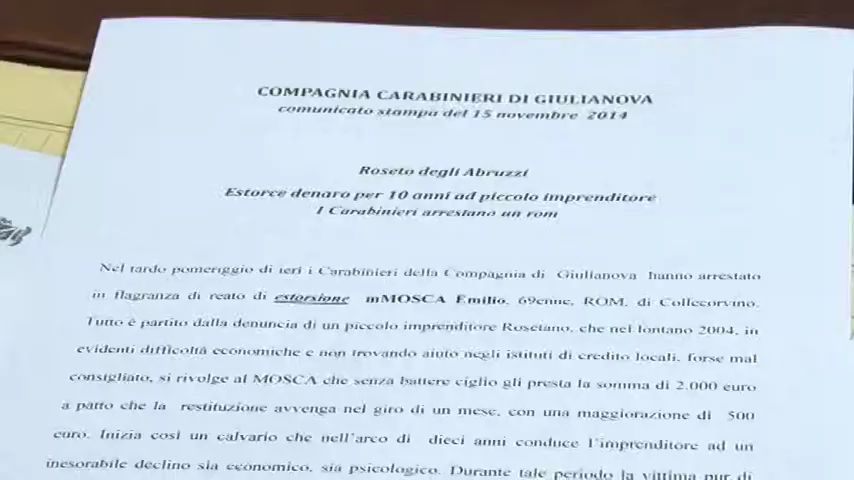 COMPAGNIA CARABINIERI DI GIULIANOVA
comunicato stampa del 15 novembre 2014
Roseto degli Abruzzi
Estorce denaro per 10 anni ad piccolo imprenditore
I Carabinieri arrestano un rom
Nel tardo pomeriggio di ieri i Carabinieri della Compagnia di Giulianova hanno arrestato
in flagranza di reato di estorsione mMOSCA Emilio, 69enne, ROM, di Collecorvino.
Tutto è partito dalla denuncia di un piccolo imprenditore Rosetano, che nel lontano 2004, in
evidenti difficoltà economiche e non trovando aiuto negli istituti di credito locali, forse mal
consigliato, si rivolge al MOSCA che senza battere ciglio gli presta la somma di 2.000 euro
a patto che la restituzione avvenga nel giro di un mese, con una maggiorazione di 500
euro. Inizia così un calvario che nell'arco di dieci anni conduce l'imprenditore ad un
inesorabile declino sia economico, sia psicologico. Durante tale periodo la vittima pur di